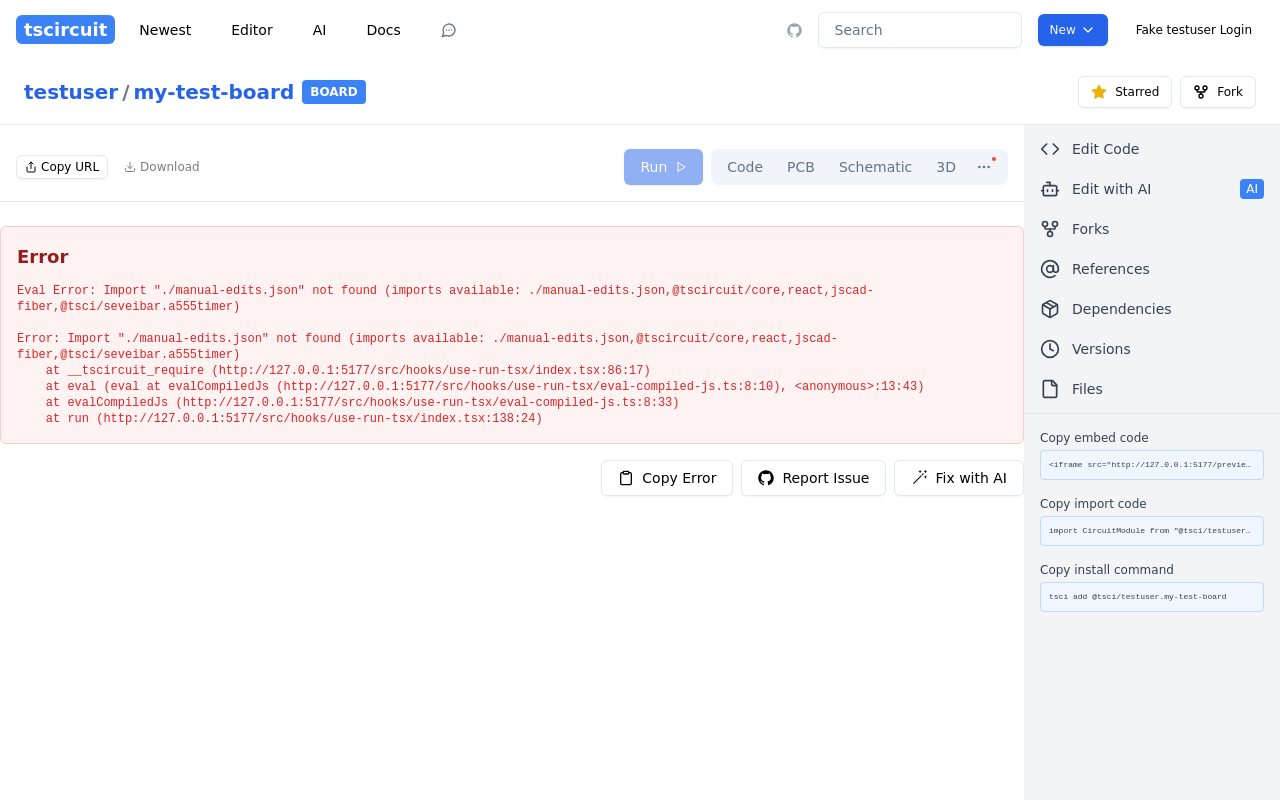 tscircuit Newest Editor AI Docs Search New Fake testuser Login
testuser / my-test-board BOARD Starred Fork
Copy URL Download Run Code PCB Schematic 3D
Error
Eval Error: Import "./manual-edits.json" not found (imports available: ./manual-edits.json,@tscircuit/core,react,jscad-
fiber,@tsci/seveibar.a555timer)
Error: Import "./manual-edits.json" not found (imports available: ./manual-edits.json,@tscircuit/core,react,jscad-
fiber,@tsci/seveibar.a555timer)
at __tscircuit_require (http://127.0.0.1:5177/src/hooks/use-run-tsx/index.tsx:86:17)
at eval (eval at evalCompiledJs (http://127.0.0.1:5177/src/hooks/use-run-tsx/eval-compiled-js.ts:8:10), <anonymous>:13:43)
at evalCompiledJs (http://127.0.0.1:5177/src/hooks/use-run-tsx/eval-compiled-js.ts:8:33)
at run (http://127.0.0.1:5177/src/hooks/use-run-tsx/index.tsx:138:24)
Copy Error Report Issue Fix with AI
Edit Code
Edit with AI AI
Forks
References
Dependencies
Versions
Files
Copy embed code
<iframe src="http://127.0.0.1:5177/previe…
Copy import code
import CircuitModule from "@tsci/testuser…
Copy install command
tsci add @tsci/testuser.my-test-board